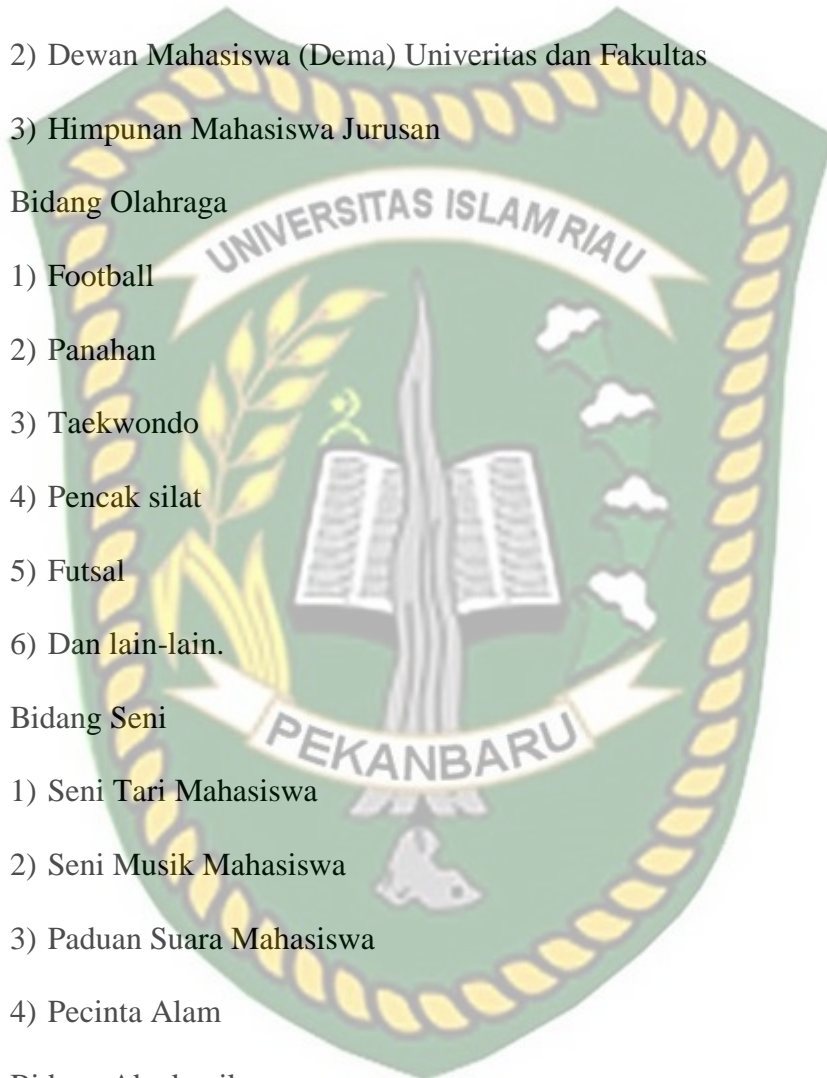 2) Dewan Mahasiswa (Dema) Univeritas dan Fakultas
3) Himpunan Mahasiswa Jurusan
Bidang Olahraga
UNIVERSITAS ISLAM RIAU
1) Football
2) Panahan
3) Taekwondo
4) Pencak silat
5) Futsal
6) Dan lain-lain.
Bidang Seni
PEKANBARU
1) Seni Tari Mahasiswa
2) Seni Musik Mahasiswa
3) Paduan Suara Mahasiswa
4) Pecinta Alam